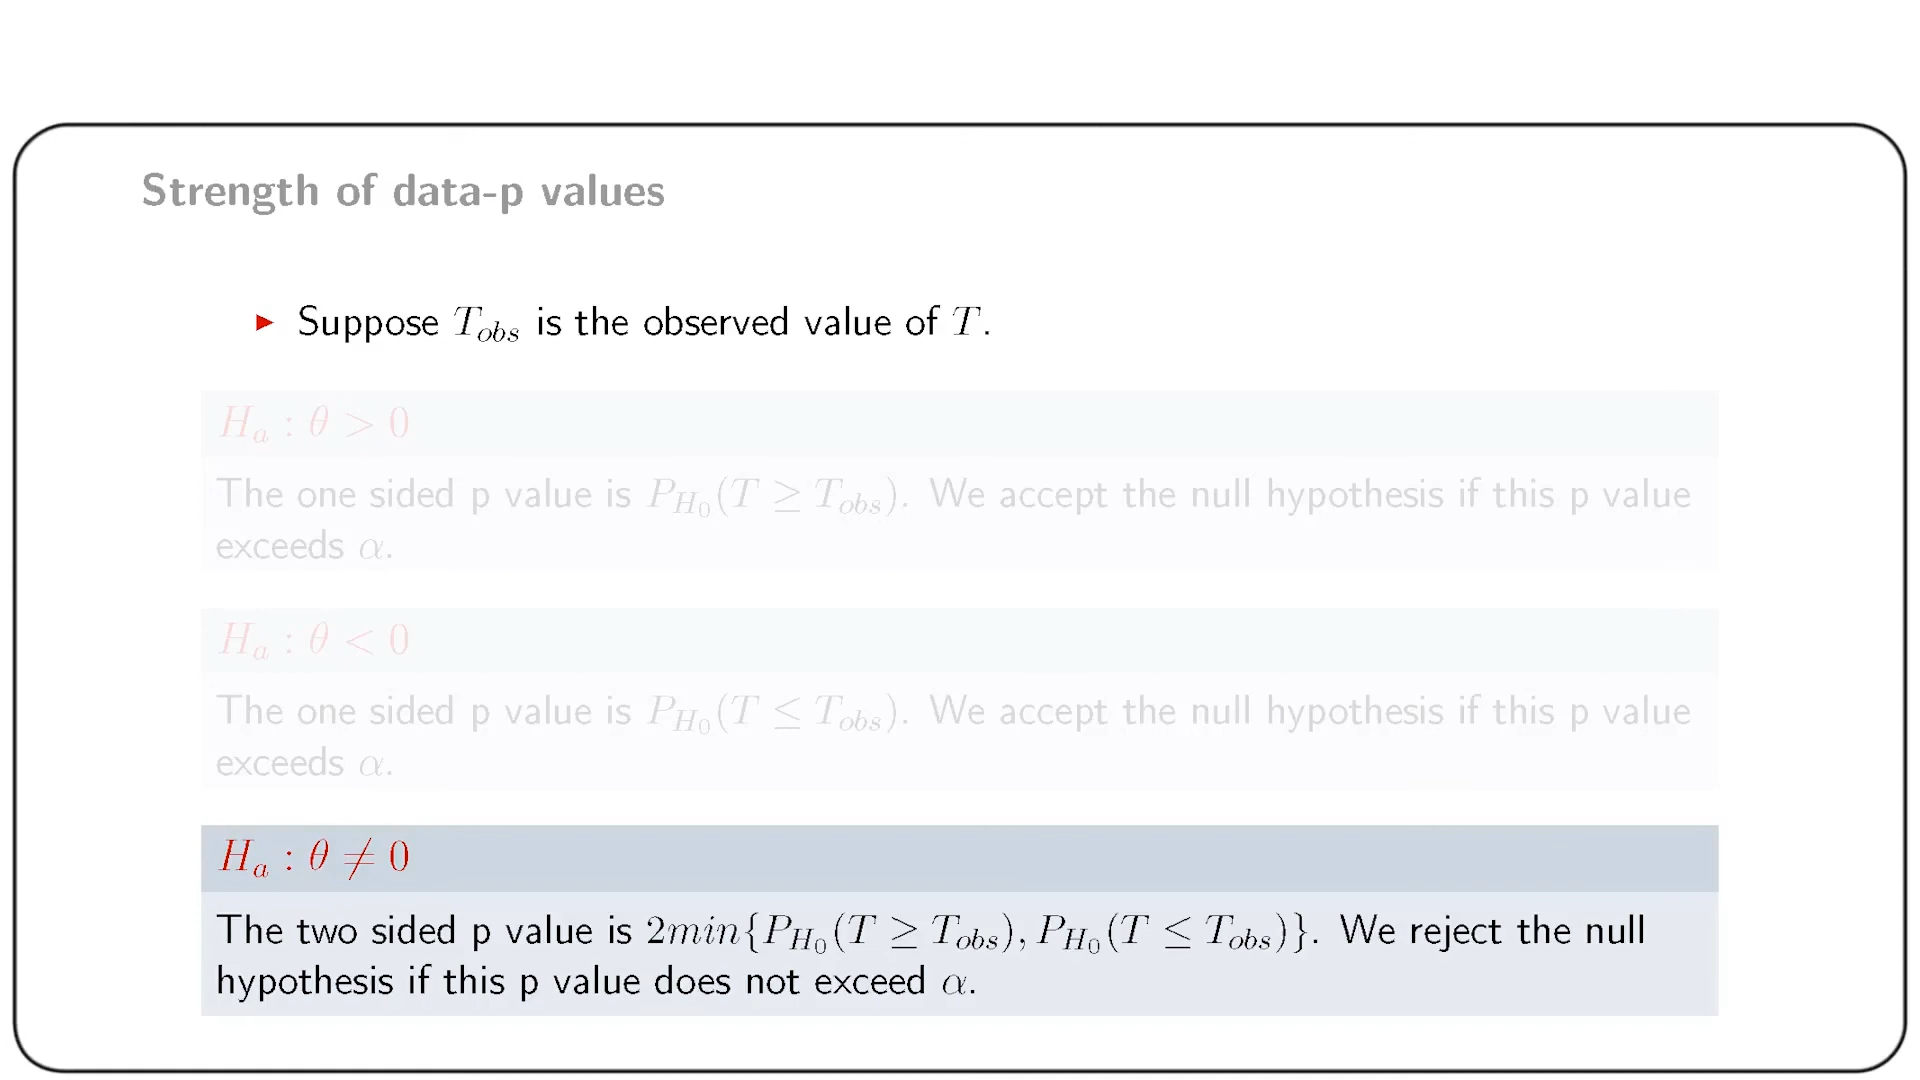 Strength of data-p values
▶ Suppose $T_{obs}$ is the observed value of $T$.
$H_a : \theta > 0$
The one sided p value is $P_{H_0}(T \geq T_{obs})$. We accept the null hypothesis if this p value
exceeds $\alpha$.
$H_a : \theta < 0$
The one sided p value is $P_{H_0}(T \leq T_{obs})$. We accept the null hypothesis if this p value
exceeds $\alpha$.
$H_a : \theta \neq 0$
The two sided p value is $2min\{P_{H_0}(T \geq T_{obs}), P_{H_0}(T \leq T_{obs})\}$. We reject the null
hypothesis if this p value does not exceed $\alpha$.